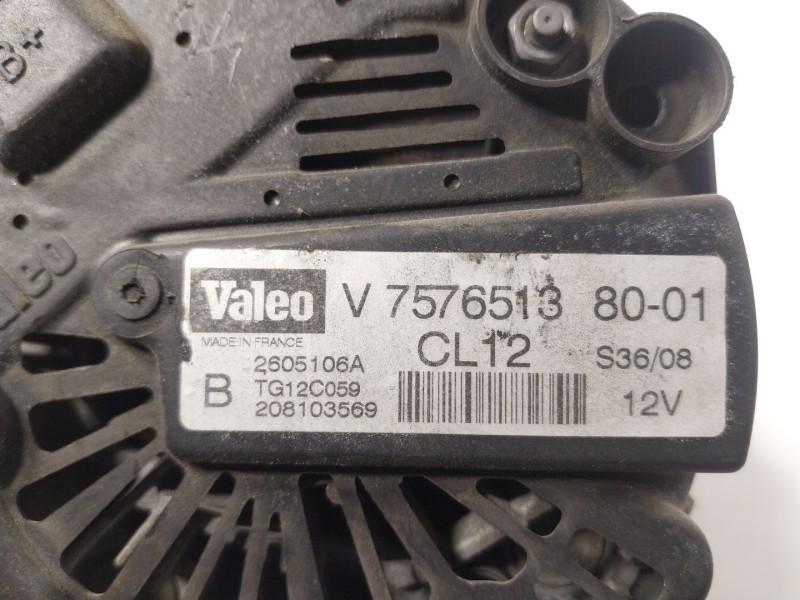 B+
Valeo V 7576513 80-01
MADE IN FRANCE
CL12 S36/08
2605106A
B TG12C059
208103569
12V